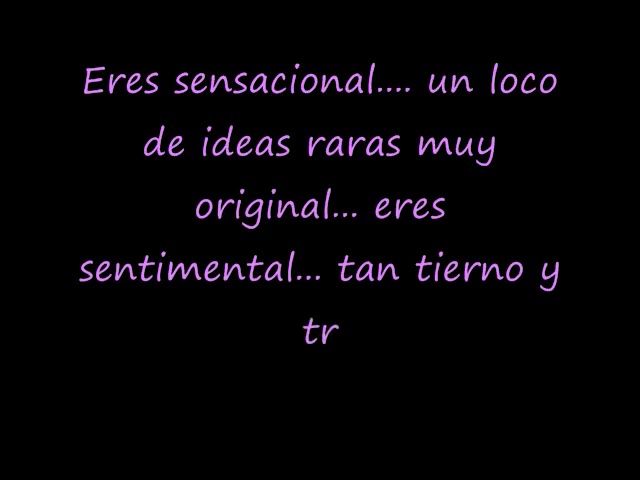 Eres sensacional.... un loco
de ideas raras muy
original... eres
sentimental... tan tierno y
tr